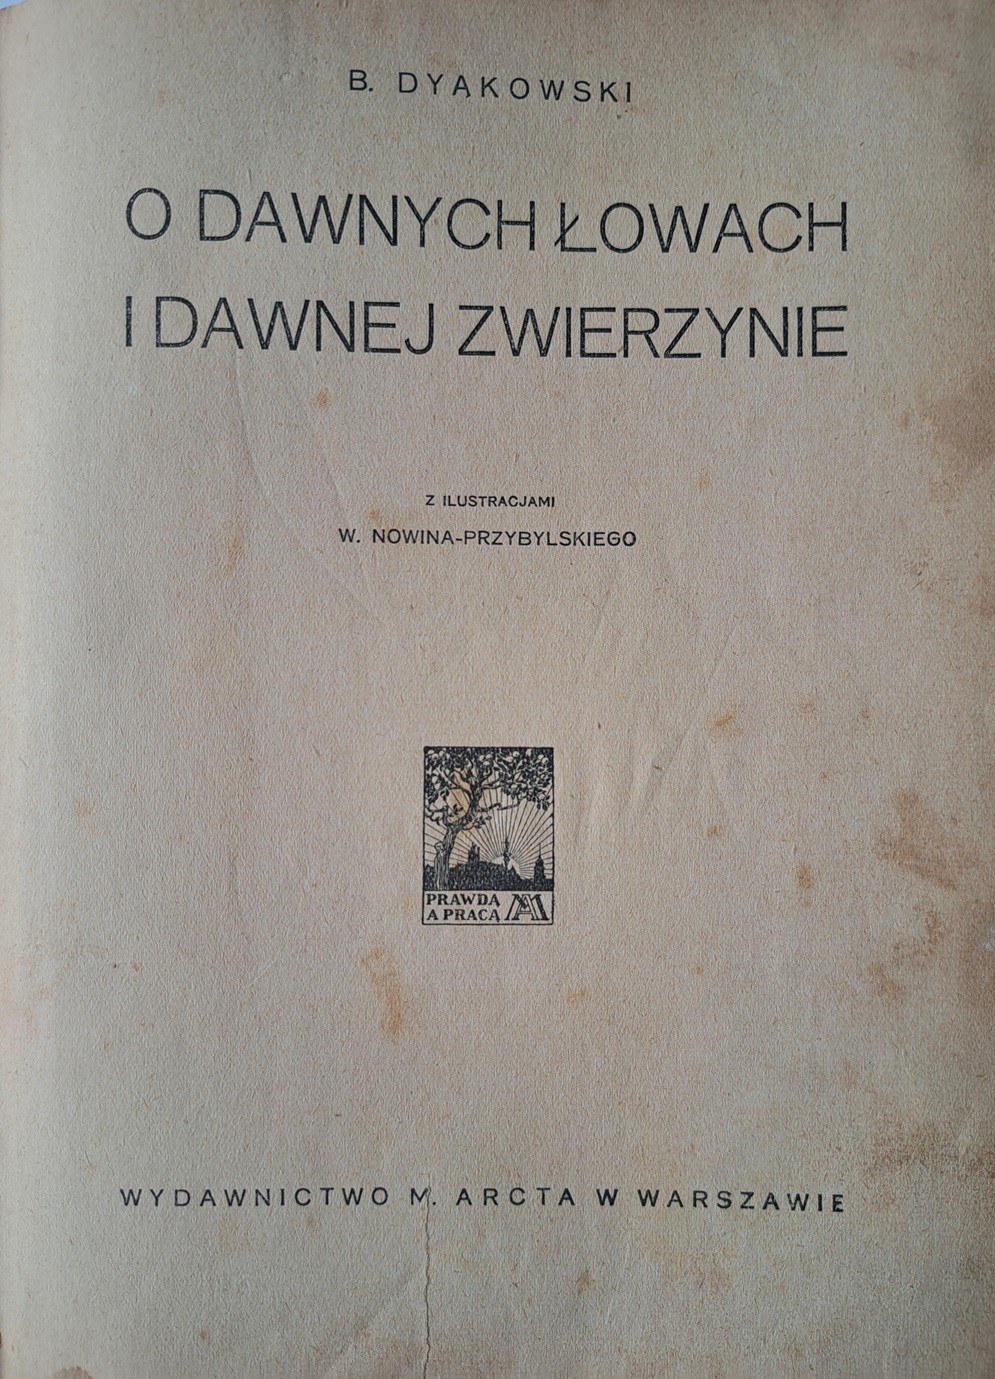 B. DYAKOWSKI
O DAWNYCH ŁOWACH
I DAWNEJ ZWIERZYNIE
Z ILUSTRACJAMI
W. NOWINA-PRZYBYLSKIEGO
PRAWDĄ
A PRACĄ
WYDAWNICTWO M. ARCTA W WARSZAWIE